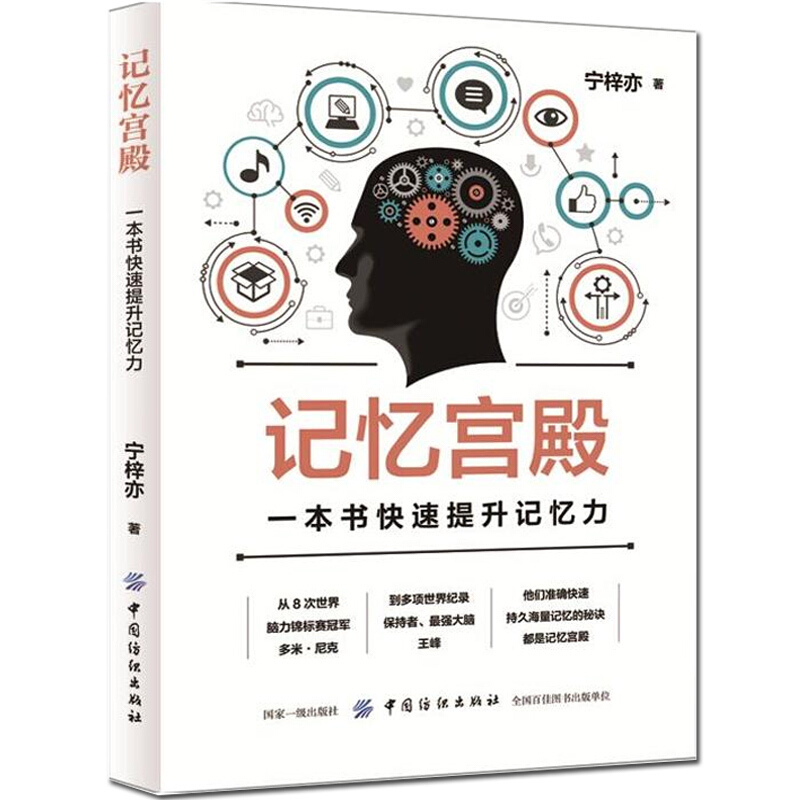 记忆宫殿
一本书快速提升记忆力
宁梓亦 著
中国纺织出版社
宁梓亦 著
记忆宫殿
一本书快速提升记忆力
从8次世界
脑力锦标赛冠军
多米·尼克
到多项世界纪录
保持者、最强大脑
王峰
他们准确快速
持久海量记忆的秘诀
都是记忆宫殿
国家一级出版社 中国纺织出版社 全国百佳图书出版单位